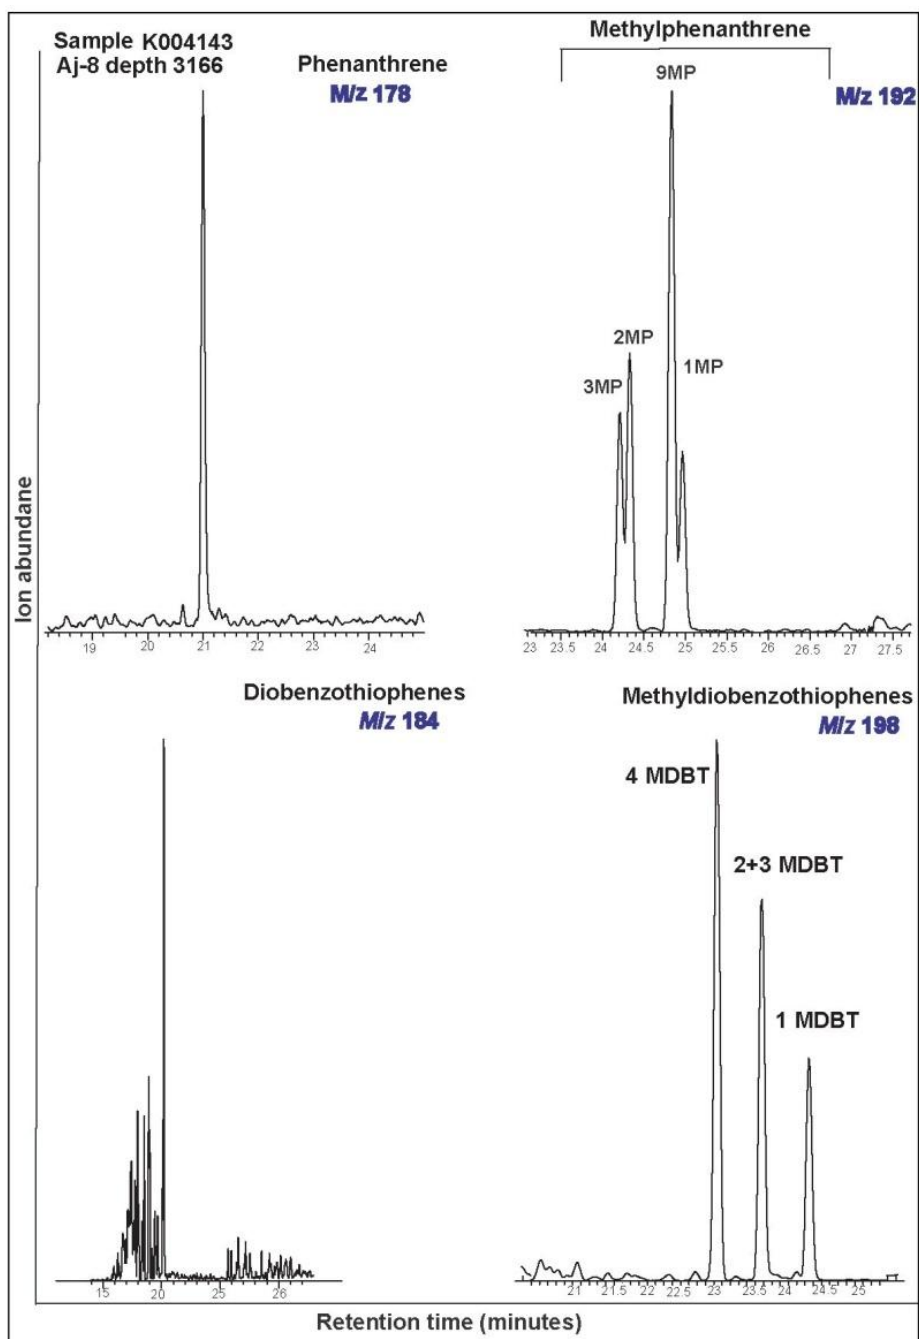 Sample K004143
Aj-8 depth 3166
Phenanthrene
M/z 178
Methylphenanthrene
M/z 192
9MP
2MP
1MP
3MP
19 20 21 22 23 24
23 23.5 24 24.5 25 25.5 26 26.5 27 27.5
Ion abundane
Diobenzothiophenes
M/z 184
Methyldiobenzothiophenes
M/z 198
4 MDBT
2+3 MDBT
1 MDBT
15 20 25 26
21 21.5 22 22.5 23 23.5 24 24.5 25
Retention time (minutes)